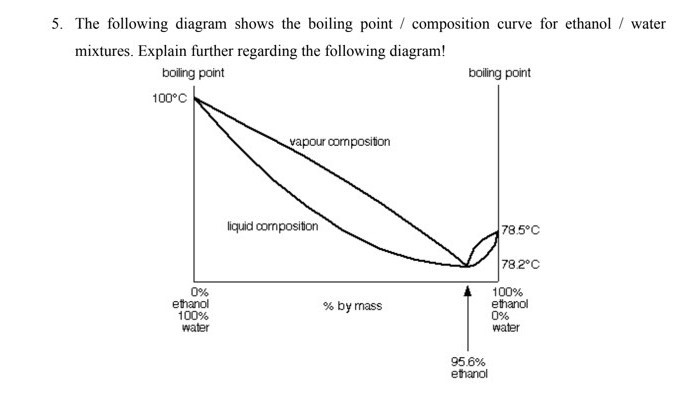 5. The following diagram shows the boiling point / composition curve for ethanol / water
mixtures. Explain further regarding the following diagram!
boiling point
boiling point
100°C
vapour composition
liquid composition
78.5°C
78.2°C
0%
ethanol
100%
water
% by mass
100%
ethanol
0%
water
95.6%
ethanol